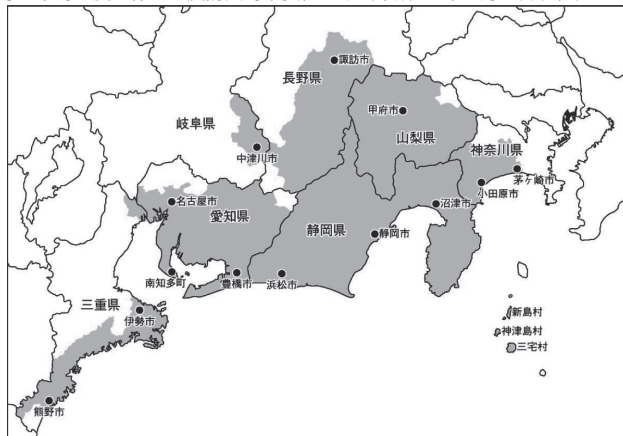 諏訪市
長野県
甲府市
岐阜県
山梨県
神奈川県
中津川市
茅ヶ崎市
小田原市
名古屋市
愛知県
沼津市
静岡県
静岡市
南知多町
豊橋市
浜松市
三重県
伊勢市
新島村
神津島村
三宅村
熊野市